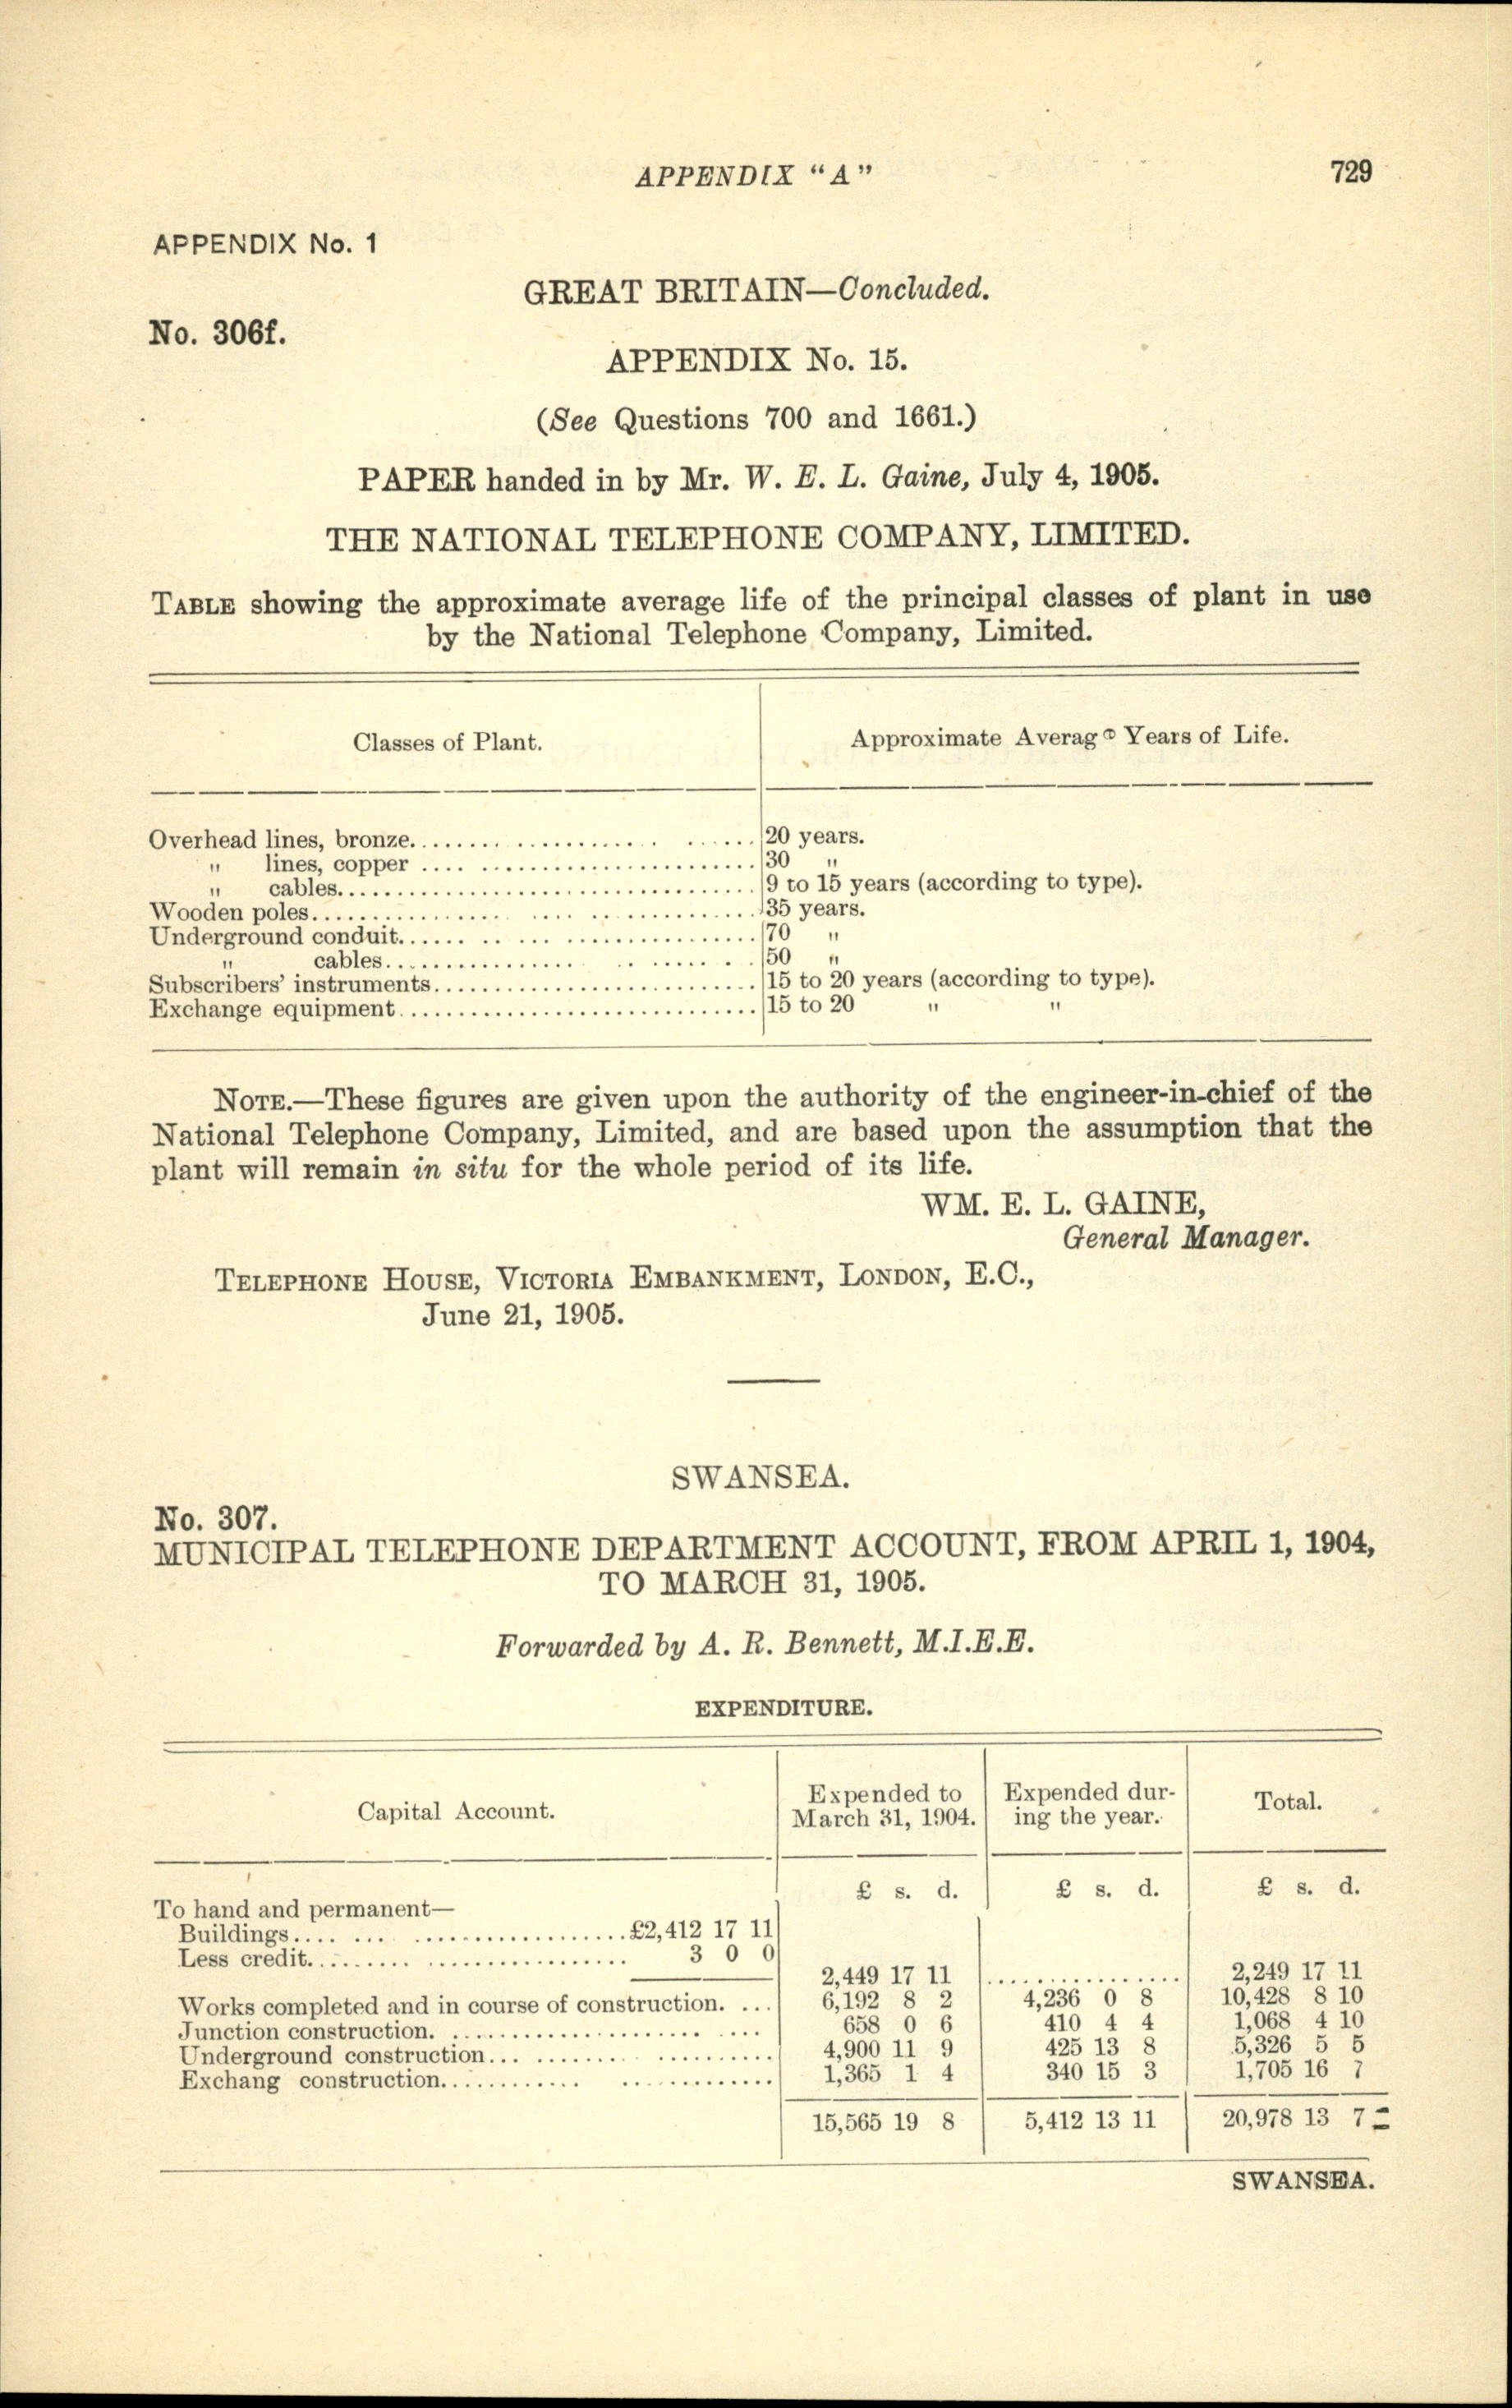 APPENDIX "A"
729
APPENDIX No. 1
GREAT BRITAIN—Concluded.
No. 306f.
APPENDIX No. 15.
(See Questions 700 and 1661.)
PAPER handed in by Mr. W. E. L. Gaine, July 4, 1905.
THE NATIONAL TELEPHONE COMPANY, LIMITED.
TABLE showing the approximate average life of the principal classes of plant in use
by the National Telephone Company, Limited.
Classes of Plant. Approximate Average Years of Life.
Overhead lines, bronze. 20 years.
" lines, copper 30 "
" cables. 9 to 15 years (according to type).
Wooden poles. 35 years.
Underground conduit. 70 "
" cables. 50 "
Subscribers' instruments. 15 to 20 years (according to type).
Exchange equipment. 15 to 20 " "
NOTE.—These figures are given upon the authority of the engineer-in-chief of the
National Telephone Company, Limited, and are based upon the assumption that the
plant will remain in situ for the whole period of its life.
WM. E. L. GAINE,
General Manager.
TELEPHONE HOUSE, VICTORIA EMBANKMENT, LONDON, E.C.,
June 21, 1905.
SWANSEA.
No. 307.
MUNICIPAL TELEPHONE DEPARTMENT ACCOUNT, FROM APRIL 1, 1904,
TO MARCH 31, 1905.
Forwarded by A. R. Bennett, M.I.E.E.
EXPENDITURE.
Capital Account. Expended to March 31, 1904. Expended during the year. Total.
£ s. d. £ s. d. £ s. d.
To hand and permanent—
Buildings. £2,412 17 11
Less credit. 3 0 0
2,449 17 11 2,249 17 11
Works completed and in course of construction. 6,192 8 2 4,236 0 8 10,428 8 10
Junction construction. 658 0 6 410 4 4 1,068 4 10
Underground construction. 4,900 11 9 425 13 8 5,326 5 5
Exchang construction. 1,365 1 4 340 15 3 1,705 16 7
15,565 19 8 5,412 13 11 20,978 13 7
SWANSEA.